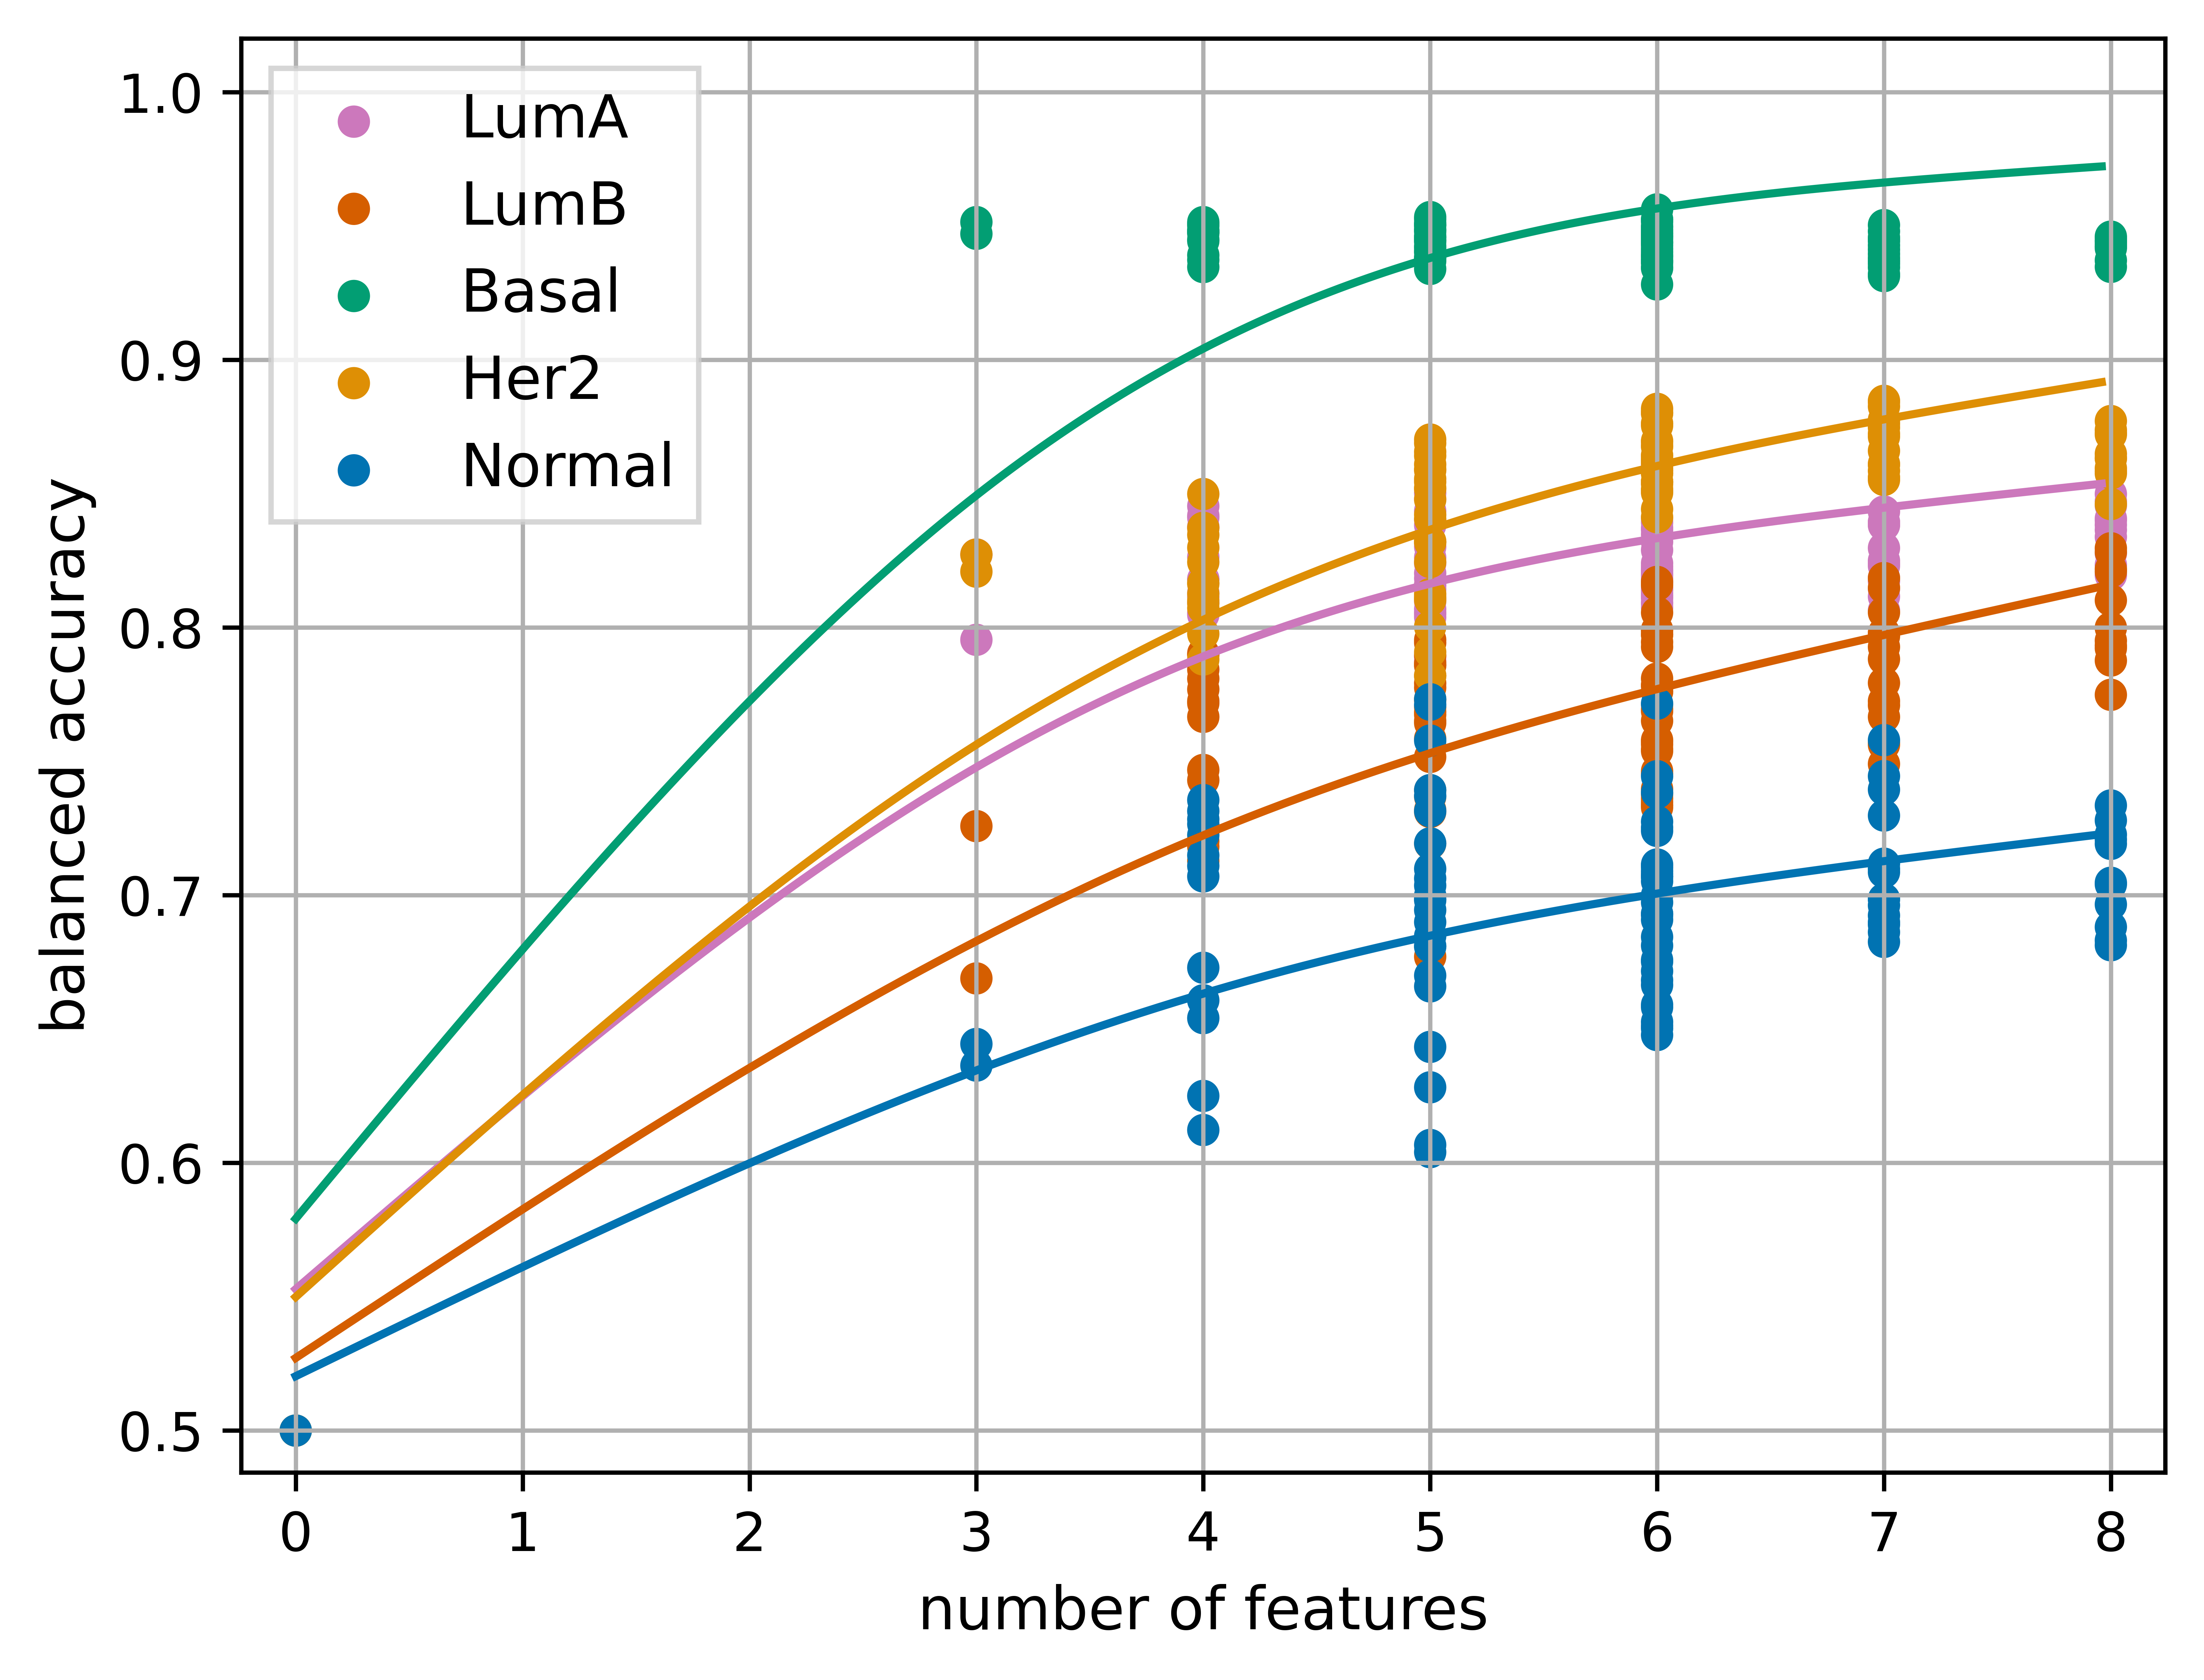 LumA
LumB
Basal
Her2
Normal
1.0
0.9
0.8
0.7
0.6
0.5
balanced accuracy
0 1 2 3 4 5 6 7 8
number of features